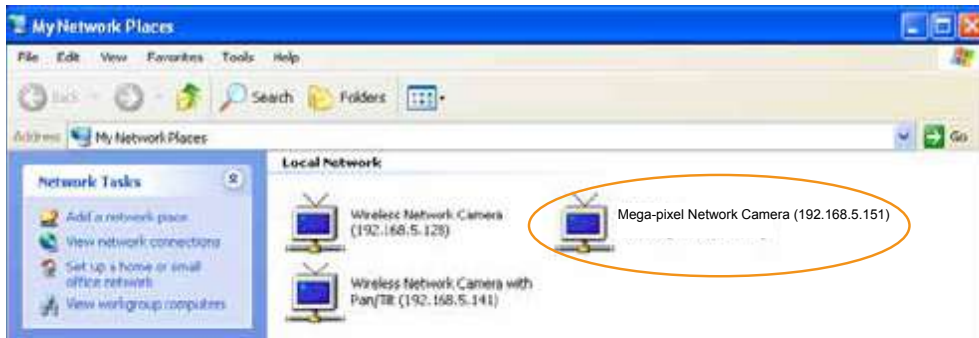 My Network Places
File Edit View Favorites Tools Help
Back Search Folders
Address My Network Places Go
Network Tasks
Add a network place
View network connections
Set up a home or small
office network
View workgroup computers
Local Network
Wireless Network Camera
(192.168.5.128)
Mega-pixel Network Camera (192.168.5.151)
Wireless Network Camera with
Pan/Tilt (192.168.5.141)